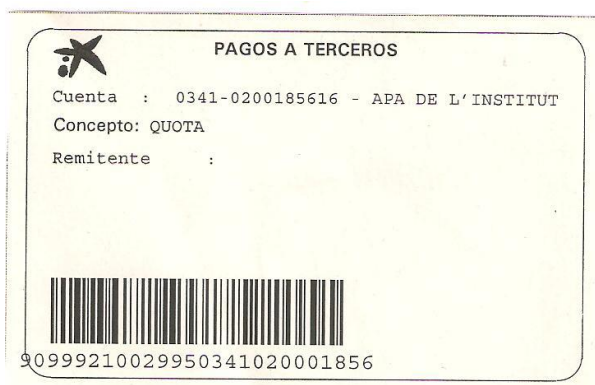 PAGOS A TERCEROS
Cuenta : 0341-0200185616 - APA DE L'INSTITUT
Concepto: QUOTA
Remitente :
90999210029950341020001856